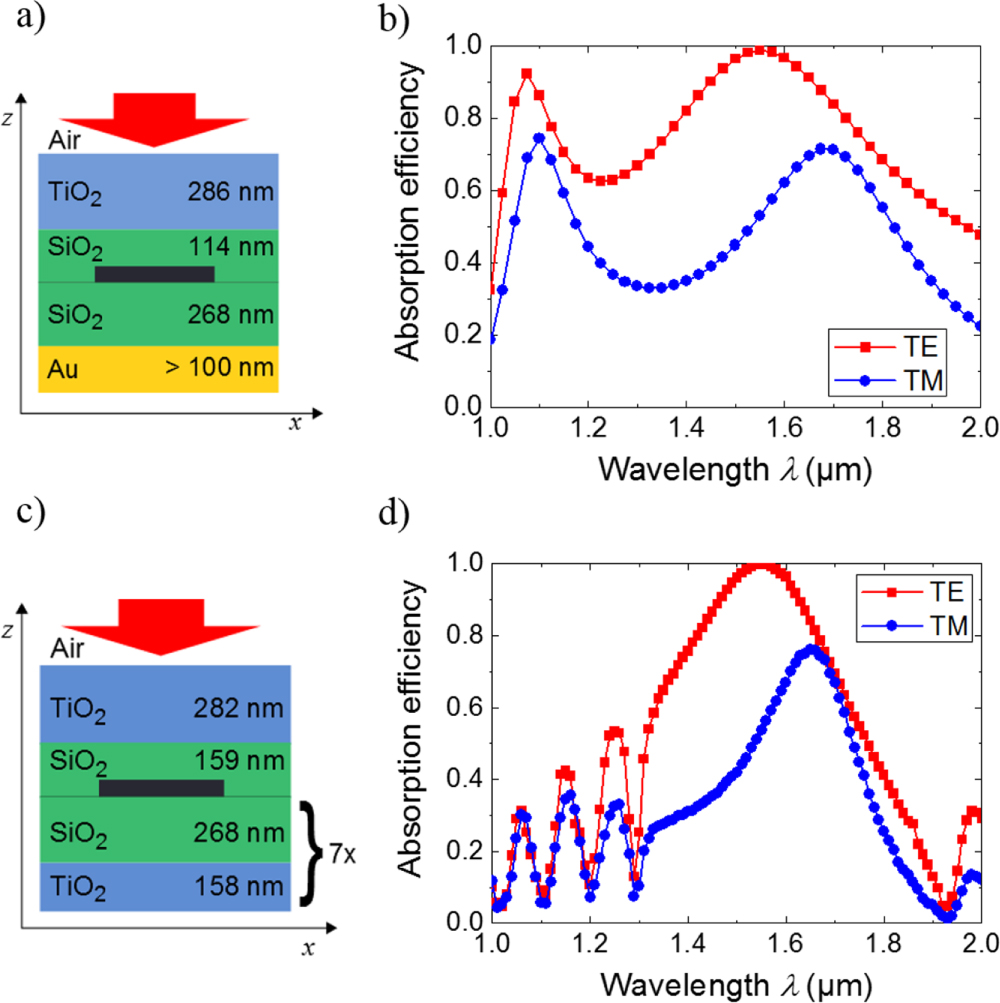 a)
z
Air
TiO2 286 nm
SiO2 114 nm
SiO2 268 nm
Au > 100 nm
x
b)
Absorption efficiency
1.0
0.8
0.6
0.4
0.2
0.0
TE
TM
1.0 1.2 1.4 1.6 1.8 2.0
Wavelength λ (μm)
c)
z
Air
TiO2 282 nm
SiO2 159 nm
SiO2 268 nm
TiO2 158 nm
} 7x
x
d)
Absorption efficiency
1.0
0.8
0.6
0.4
0.2
0.0
TE
TM
1.0 1.2 1.4 1.6 1.8 2.0
Wavelength λ (μm)